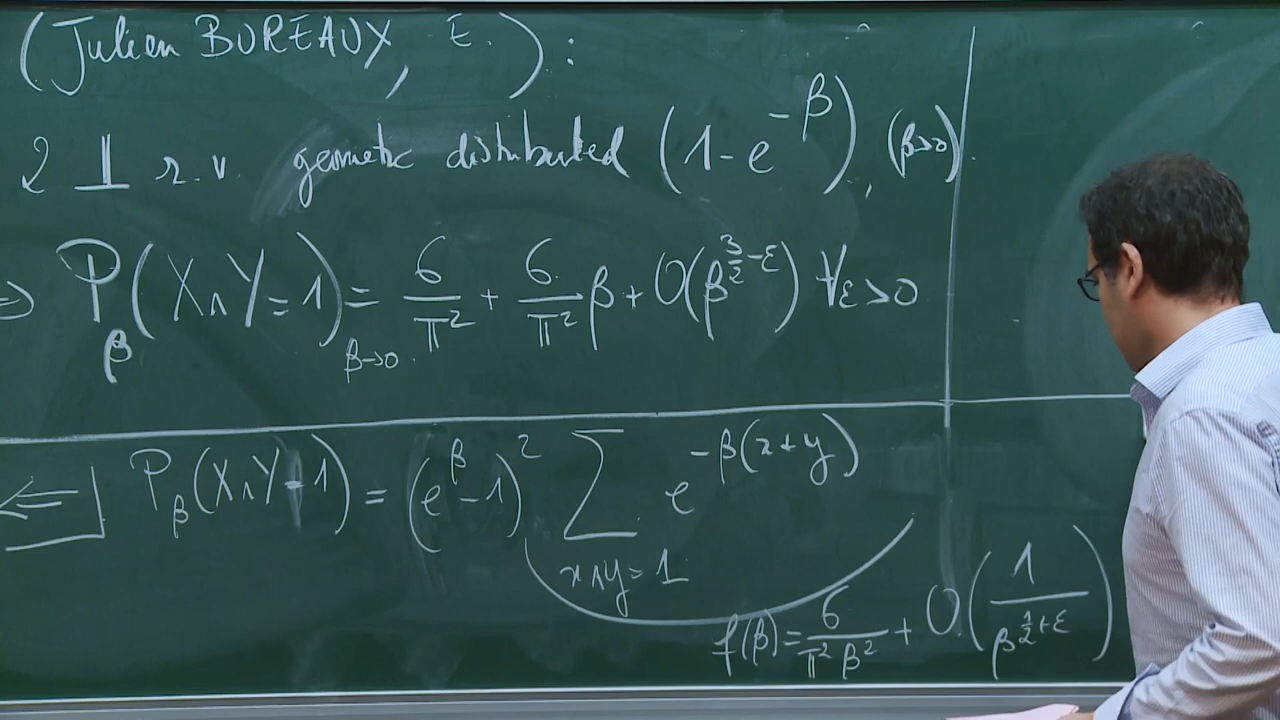 (Julien BUREAUX, E.) :
2 ⊥ r.v. geometric distributed (1-e^{-β}), (β>0).
⇒ P_β(X∧Y=1) =_{β→0} 6/π² + 6/π² β + O(β^{3/2-ε}) ∀ε>0
⇐ P_β(X∧Y=1) = (e^β-1)² Σ_{x∧y=1} e^{-β(x+y)}
f(β)= 6/(π²β²) + O(1/β^{1/2+ε})